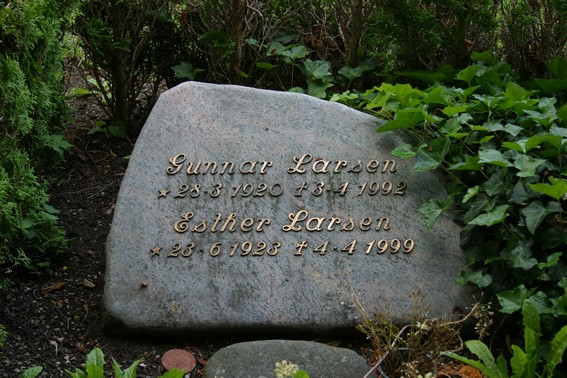 Gunnar Larsen
*28·3·1920 †3·4·1992
Esther Larsen
*23·6·1923 †4·4·1999